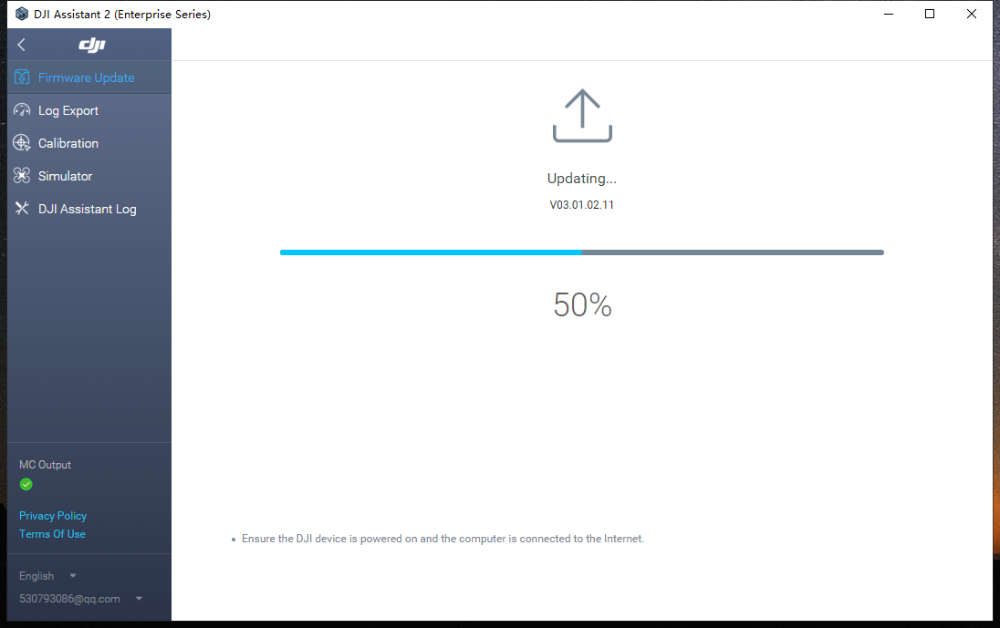 DJI Assistant 2 (Enterprise Series)
dji
Firmware Update
Log Export
Calibration
Simulator
DJI Assistant Log
MC Output
Privacy Policy
Terms Of Use
English
530793086@qq.com
Updating...
V03.01.02.11
50%
• Ensure the DJI device is powered on and the computer is connected to the Internet.